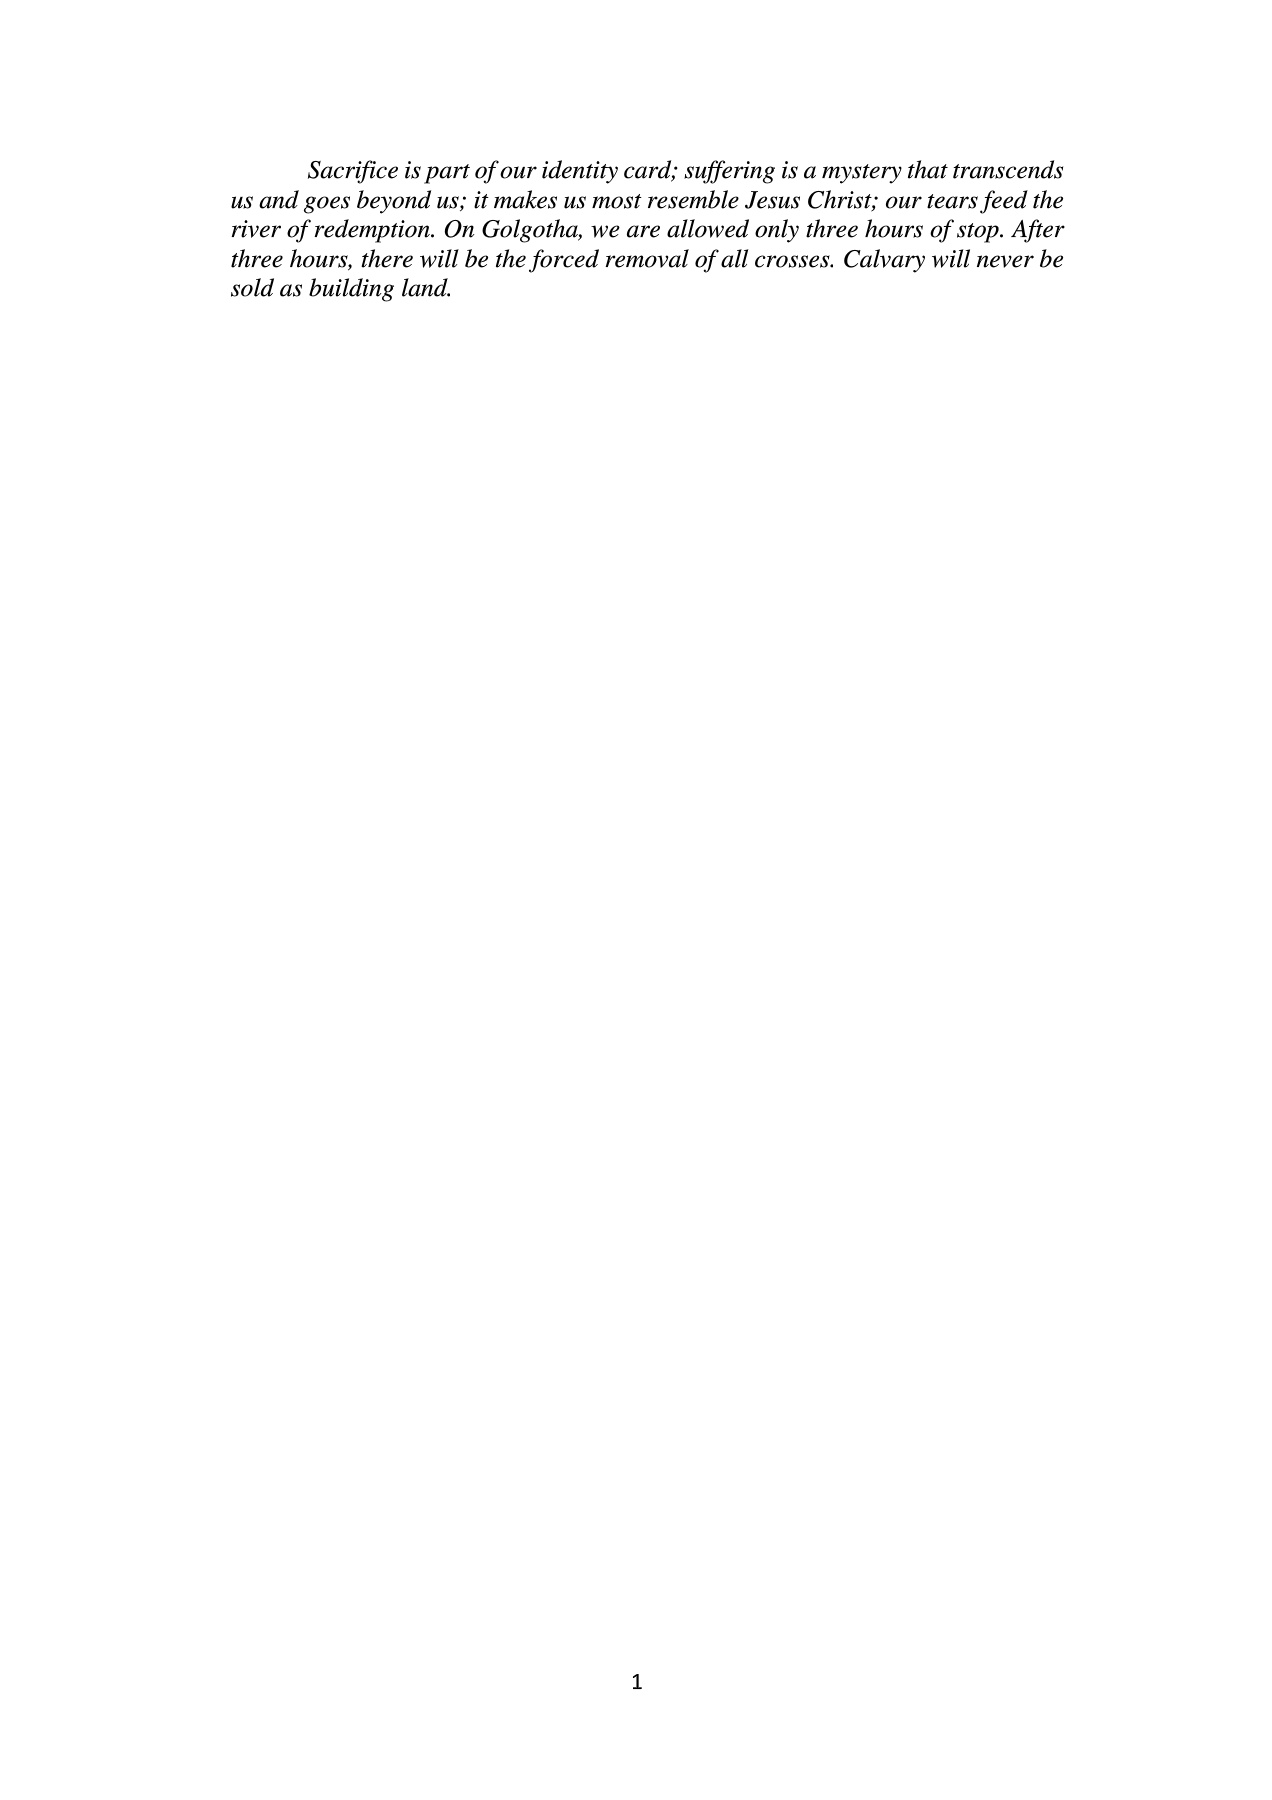 Sacrifice is part of our identity card; suffering is a mystery that transcends
us and goes beyond us; it makes us most resemble Jesus Christ; our tears feed the
river of redemption. On Golgotha, we are allowed only three hours of stop. After
three hours, there will be the forced removal of all crosses. Calvary will never be
sold as building land.
1